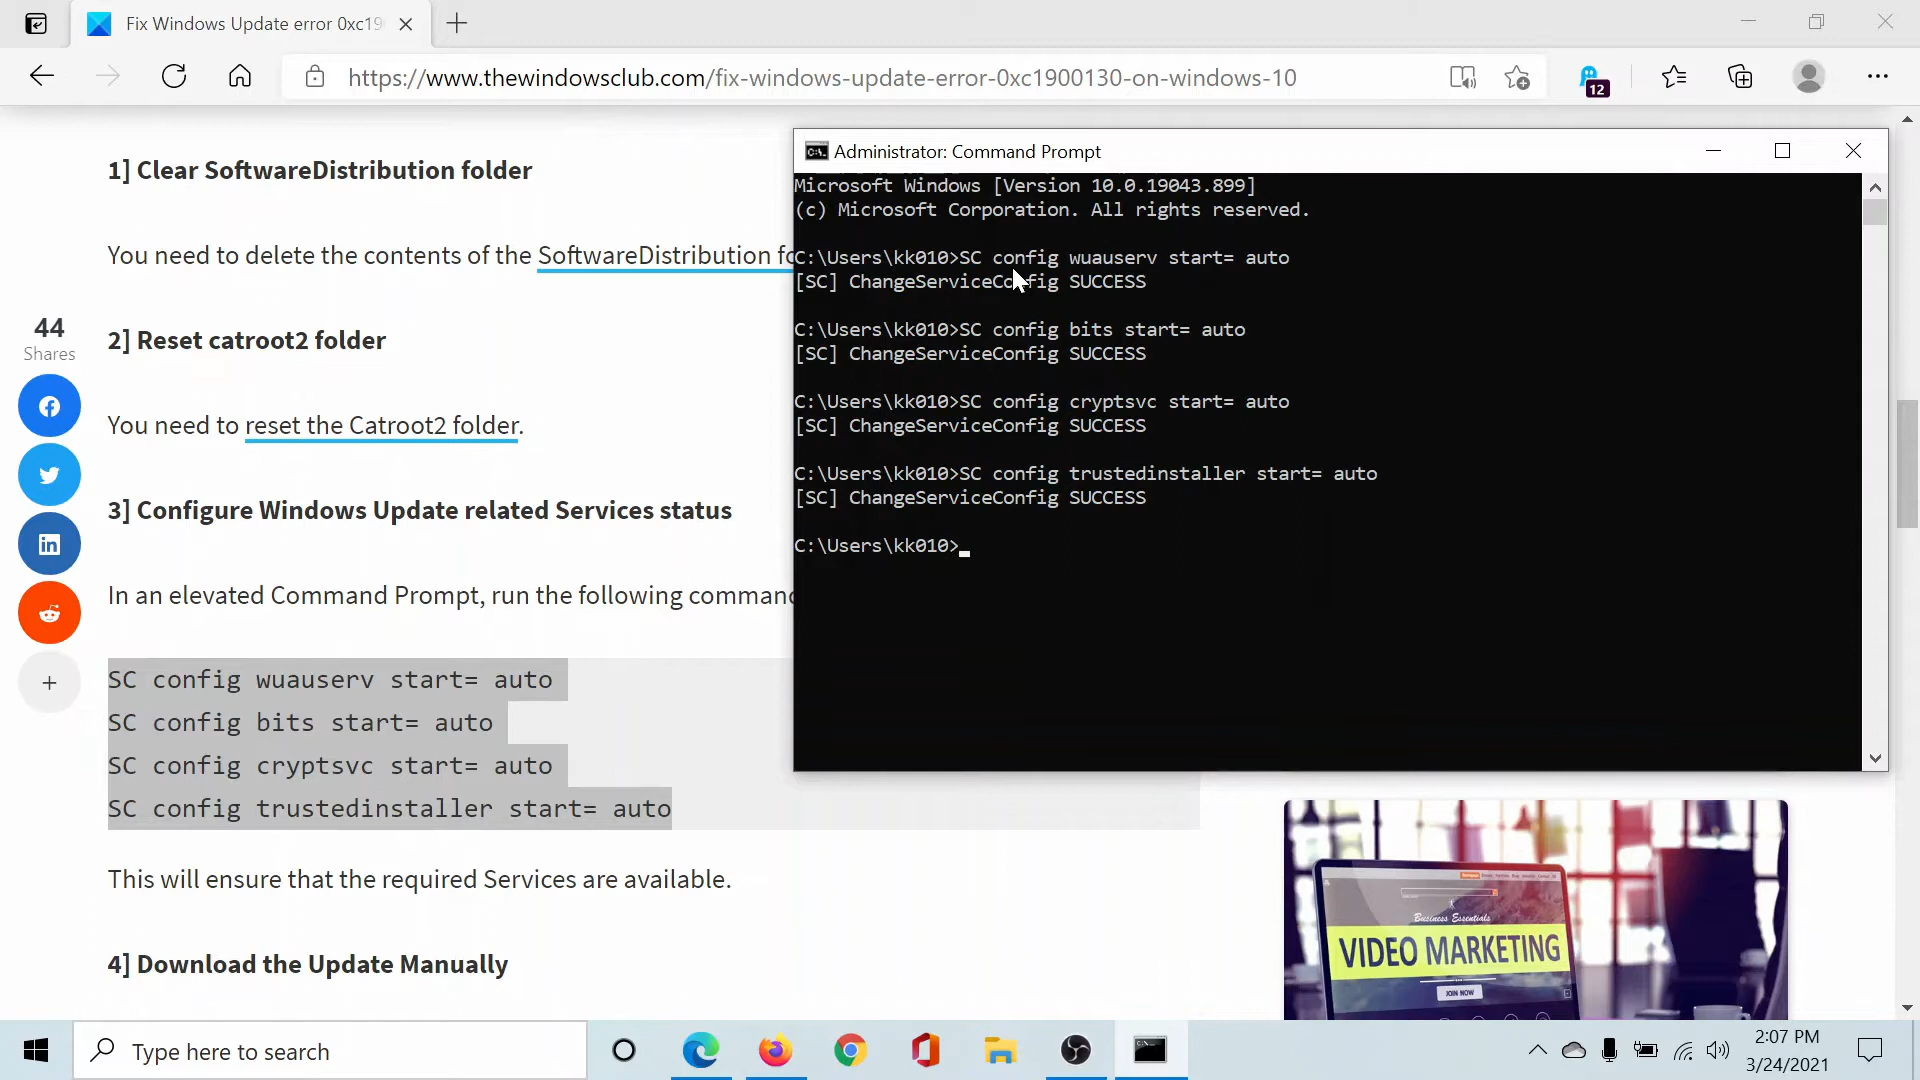 Fix Windows Update error 0xc19
https://www.thewindowsclub.com/fix-windows-update-error-0xc1900130-on-windows-10
12
1] Clear SoftwareDistribution folder
You need to delete the contents of the SoftwareDistribution fo
44
Shares
2] Reset catroot2 folder
You need to reset the Catroot2 folder.
3] Configure Windows Update related Services status
In an elevated Command Prompt, run the following command
SC config wuauserv start= auto
SC config bits start= auto
SC config cryptsvc start= auto
SC config trustedinstaller start= auto
This will ensure that the required Services are available.
4] Download the Update Manually
Administrator: Command Prompt
Microsoft Windows [Version 10.0.19043.899]
(c) Microsoft Corporation. All rights reserved.
C:\Users\kk010>SC config wuauserv start= auto
[SC] ChangeServiceConfig SUCCESS
C:\Users\kk010>SC config bits start= auto
[SC] ChangeServiceConfig SUCCESS
C:\Users\kk010>SC config cryptsvc start= auto
[SC] ChangeServiceConfig SUCCESS
C:\Users\kk010>SC config trustedinstaller start= auto
[SC] ChangeServiceConfig SUCCESS
C:\Users\kk010>
Business Essentials
VIDEO MARKETING
JOIN NOW
Type here to search
2:07 PM
3/24/2021